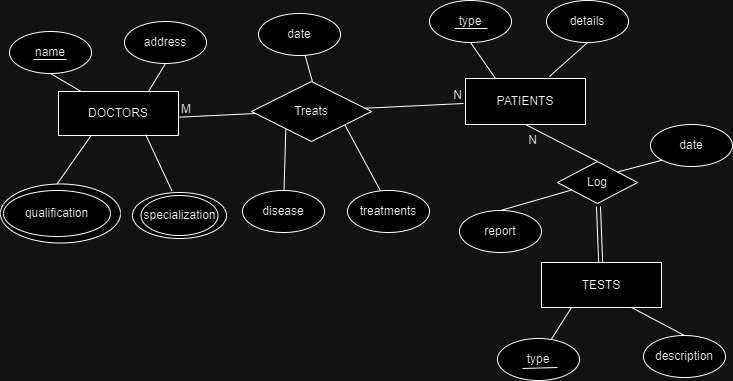 type
details
name
address
date
DOCTORS
M
Treats
N
PATIENTS
N
date
Log
qualification
specialization
disease
treatments
report
TESTS
type
description